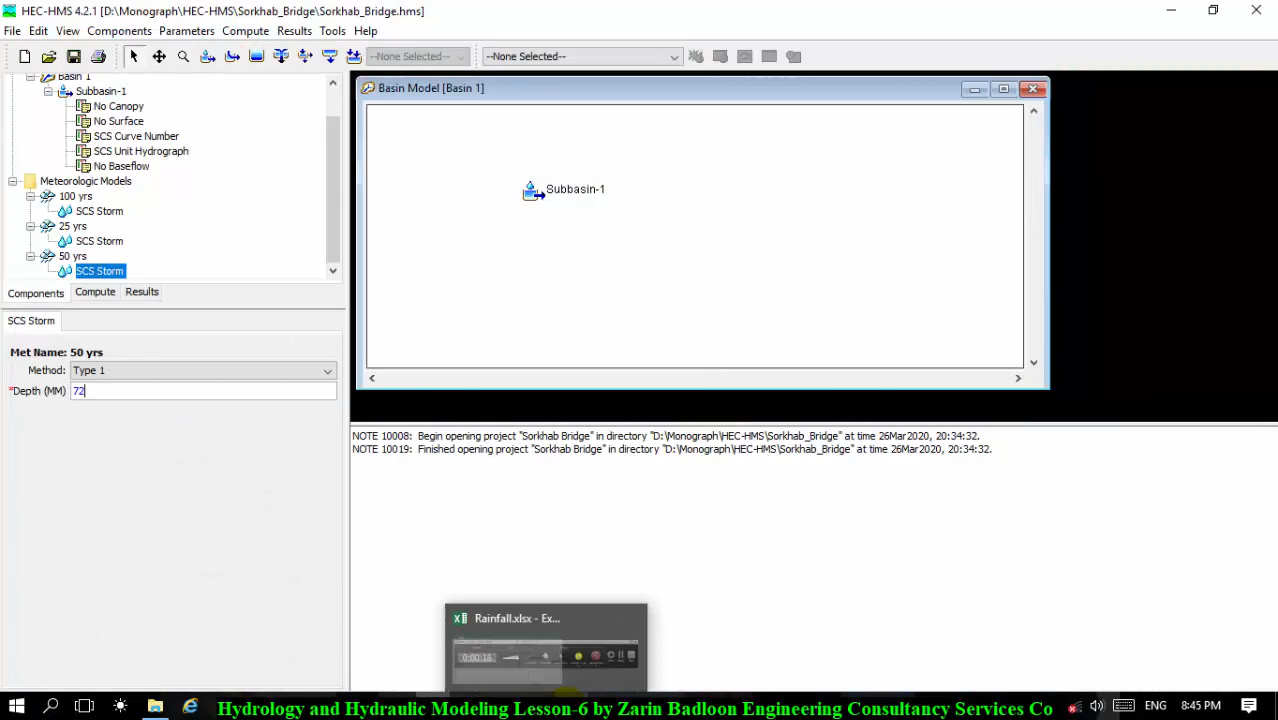 HEC-HMS 4.2.1 [D:\Monograph\HEC-HMS\Sorkhab_Bridge\Sorkhab_Bridge.hms]
File Edit View Components Parameters Compute Results Tools Help
--None Selected-- --None Selected--
Basin 1
Subbasin-1
No Canopy
No Surface
SCS Curve Number
SCS Unit Hydrograph
No Baseflow
Meteorologic Models
100 yrs
SCS Storm
25 yrs
SCS Storm
50 yrs
SCS Storm
Components Compute Results
SCS Storm
Met Name: 50 yrs
Method: Type 1
*Depth (MM) 72
Basin Model [Basin 1]
Subbasin-1
NOTE 10008: Begin opening project "Sorkhab Bridge" in directory "D:\Monograph\HEC-HMS\Sorkhab_Bridge" at time 26Mar2020, 20:34:32.
NOTE 10019: Finished opening project "Sorkhab Bridge" in directory "D:\Monograph\HEC-HMS\Sorkhab_Bridge" at time 26Mar2020, 20:34:32.
Rainfall.xlsx - Ex...
0:00:16
Hydrology and Hydraulic Modeling Lesson-6 by Zarin Badloon Engineering Consultancy Services Co
ENG 8:45 PM